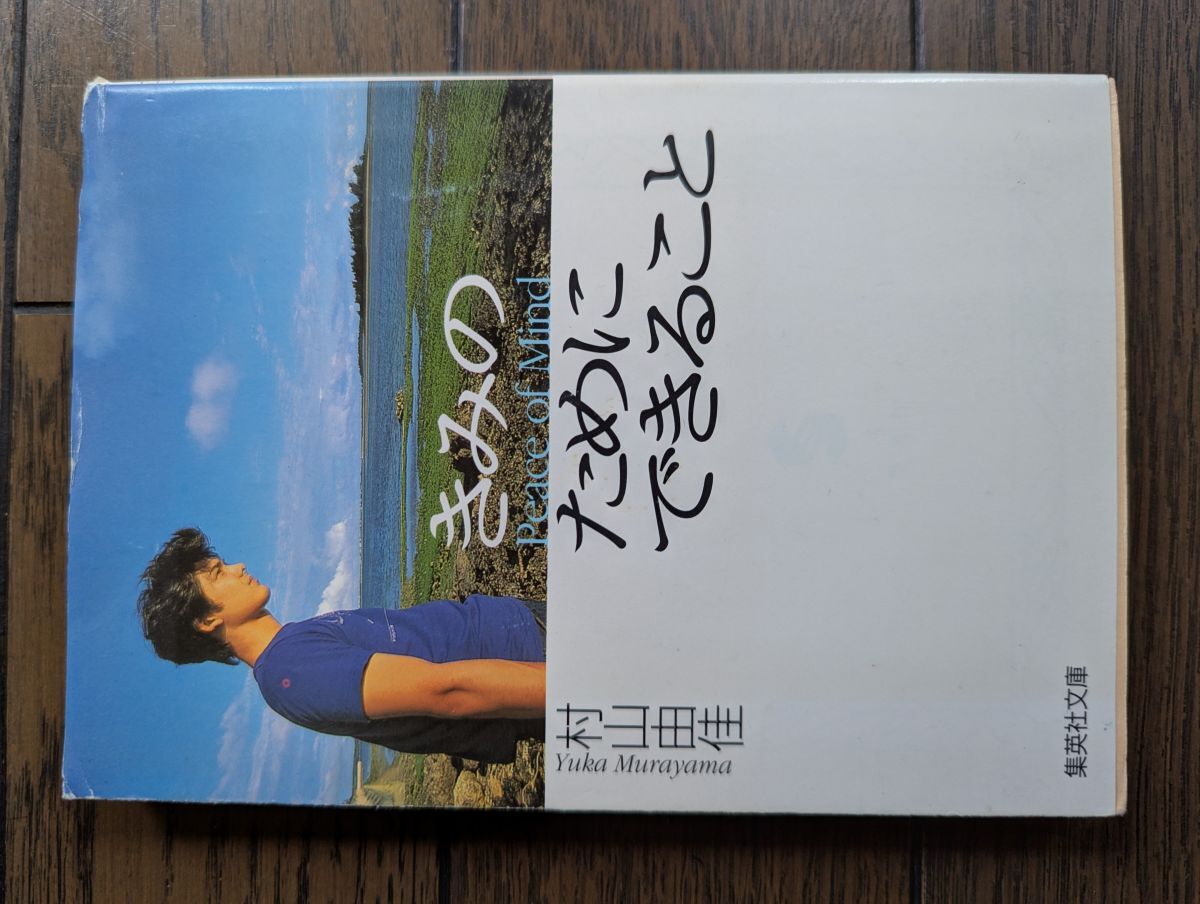 きみの
Peace of Mind
ために
できること
村山由佳
Yuka Murayama
集英社文庫